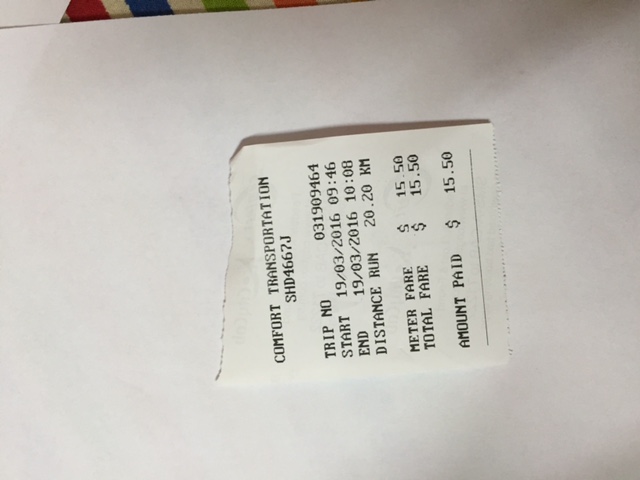 COMFORT TRANSPORTATION
SHD4667J
TRIP NO 031909464
START 19/03/2016 09:46
END 19/03/2016 10:08
DISTANCE RUN 20.20 KM
METER FARE $ 15.50
TOTAL FARE $ 15.50
AMOUNT PAID $ 15.50